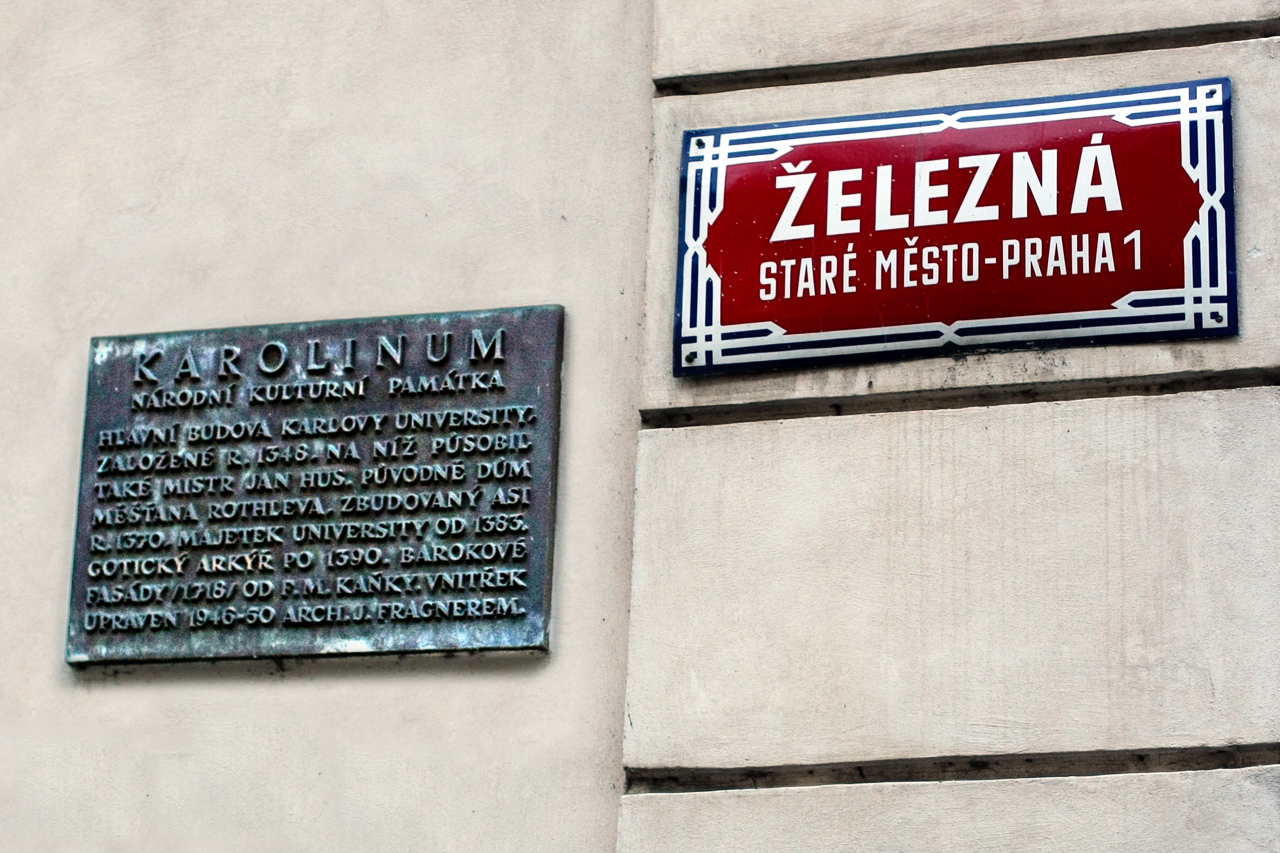 KAROLINUM
NÁRODNÍ KULTURNÍ PAMÁTKA
HLAVNÍ BUDOVA KARLOVY UNIVERSITY,
ZALOŽENÉ R. 1348. NA NÍŽ PŮSOBIL
TAKÉ MISTR JAN HUS. PŮVODNĚ DŮM
MĚŠŤANA ROTHLEVA, ZBUDOVANÝ ASI
R. 1370. MAJETEK UNIVERSITY OD 1383.
GOTICKÝ ARKÝŘ PO 1390. BAROKOVÉ
FASÁDY /1718/ OD F. M. KAŇKY. VNITŘEK
UPRAVEN 1946-50 ARCH. J. FRAGNEREM.
ŽELEZNÁ
STARÉ MĚSTO-PRAHA 1